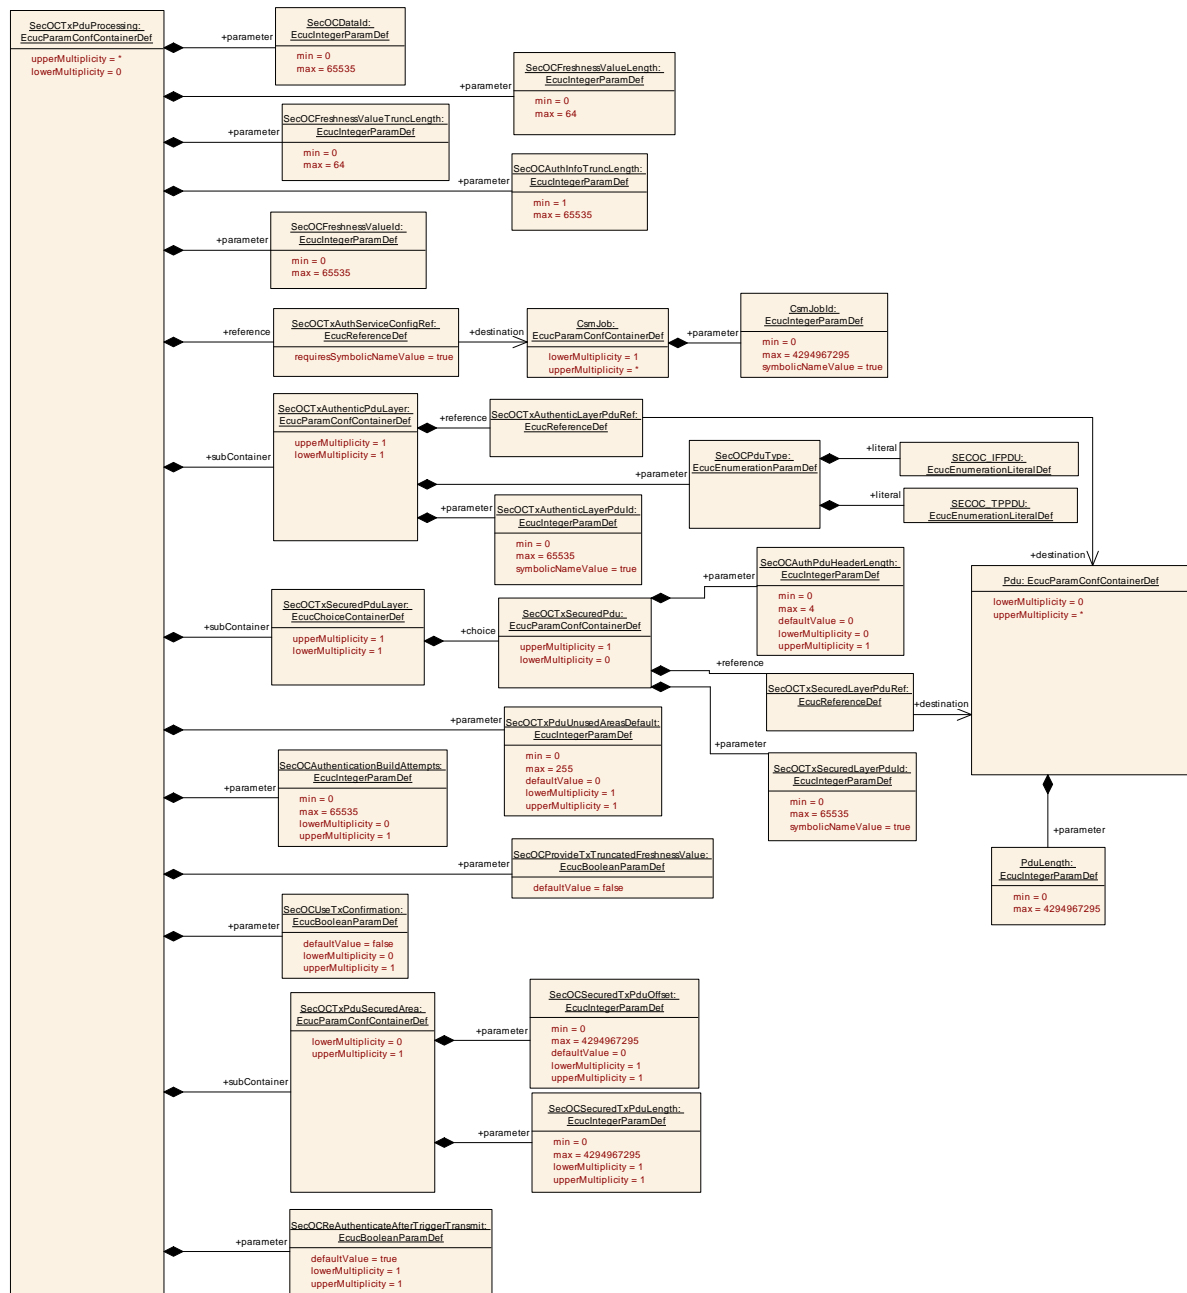 SecOCTxPduProcessing:
EcucParamConfContainerDef
upperMultiplicity = *
lowerMultiplicity = 0
+parameter
SecOCDataId:
EcucIntegerParamDef
min = 0
max = 65535
+parameter
SecOCFreshnessValueLength:
EcucIntegerParamDef
min = 0
max = 64
+parameter
SecOCFreshnessValueTruncLength:
EcucIntegerParamDef
min = 0
max = 64
+parameter
SecOCAuthInfoTruncLength:
EcucIntegerParamDef
min = 1
max = 65535
+parameter
SecOCFreshnessValueId:
EcucIntegerParamDef
min = 0
max = 65535
+reference
SecOCTxAuthServiceConfigRef:
EcucReferenceDef
requiresSymbolicNameValue = true
+destination
CsmJob:
EcucParamConfContainerDef
lowerMultiplicity = 1
upperMultiplicity = *
+parameter
CsmJobId:
EcucIntegerParamDef
min = 0
max = 4294967295
symbolicNameValue = true
+subContainer
SecOCTxAuthenticPduLayer:
EcucParamConfContainerDef
upperMultiplicity = 1
lowerMultiplicity = 1
+reference
SecOCTxAuthenticLayerPduRef:
EcucReferenceDef
+parameter
SecOCPduType:
EcucEnumerationParamDef
+literal
SECOC_IFPDU:
EcucEnumerationLiteralDef
+literal
SECOC_TPPDU:
EcucEnumerationLiteralDef
+parameter
SecOCTxAuthenticLayerPduId:
EcucIntegerParamDef
min = 0
max = 65535
symbolicNameValue = true
+destination
Pdu: EcucParamConfContainerDef
lowerMultiplicity = 0
upperMultiplicity = *
+subContainer
SecOCTxSecuredPduLayer:
EcucChoiceContainerDef
upperMultiplicity = 1
lowerMultiplicity = 1
+choice
SecOCTxSecuredPdu:
EcucParamConfContainerDef
upperMultiplicity = 1
lowerMultiplicity = 0
+parameter
SecOCAuthPduHeaderLength:
EcucIntegerParamDef
min = 0
max = 4
defaultValue = 0
lowerMultiplicity = 0
upperMultiplicity = 1
+reference
SecOCTxSecuredLayerPduRef:
EcucReferenceDef
+destination
+parameter
SecOCTxSecuredLayerPduId:
EcucIntegerParamDef
min = 0
max = 65535
symbolicNameValue = true
+parameter
SecOCTxPduUnusedAreasDefault:
EcucIntegerParamDef
min = 0
max = 255
defaultValue = 0
lowerMultiplicity = 1
upperMultiplicity = 1
+parameter
SecOCAuthenticationBuildAttempts:
EcucIntegerParamDef
min = 0
max = 65535
lowerMultiplicity = 0
upperMultiplicity = 1
+parameter
PduLength:
EcucIntegerParamDef
min = 0
max = 4294967295
+parameter
SecOCProvideTxTruncatedFreshnessValue:
EcucBooleanParamDef
defaultValue = false
+parameter
SecOCUseTxConfirmation:
EcucBooleanParamDef
defaultValue = false
lowerMultiplicity = 0
upperMultiplicity = 1
+subContainer
SecOCTxPduSecuredArea:
EcucParamConfContainerDef
lowerMultiplicity = 0
upperMultiplicity = 1
+parameter
SecOCSecuredTxPduOffset:
EcucIntegerParamDef
min = 0
max = 4294967295
defaultValue = 0
lowerMultiplicity = 1
upperMultiplicity = 1
+parameter
SecOCSecuredTxPduLength:
EcucIntegerParamDef
min = 0
max = 4294967295
lowerMultiplicity = 1
upperMultiplicity = 1
+parameter
SecOCReAuthenticateAfterTriggerTransmit:
EcucBooleanParamDef
defaultValue = true
lowerMultiplicity = 1
upperMultiplicity = 1